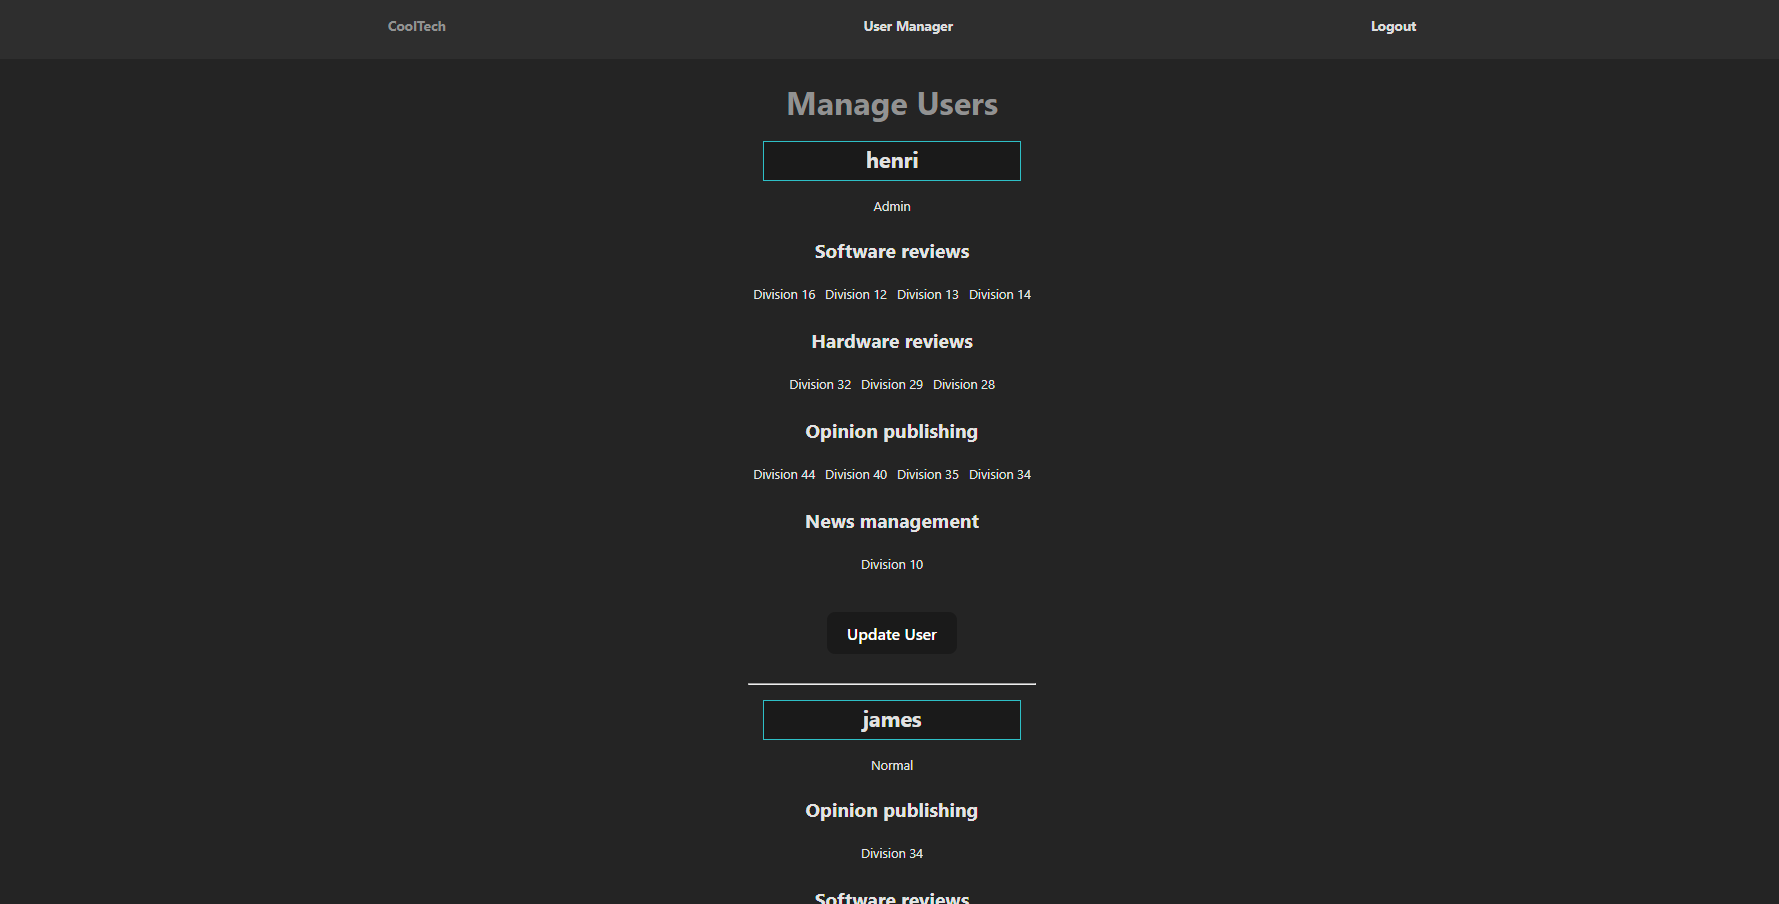 CoolTech User Manager Logout
Manage Users
henri
Admin
Software reviews
Division 16 Division 12 Division 13 Division 14
Hardware reviews
Division 32 Division 29 Division 28
Opinion publishing
Division 44 Division 40 Division 35 Division 34
News management
Division 10
Update User
james
Normal
Opinion publishing
Division 34
Software reviews